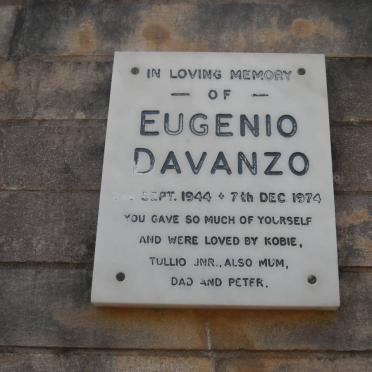 IN LOVING MEMORY
— OF —
EUGENIO
DAVANZO
SEPT. 1944 + 7th DEC 1974
YOU GAVE SO MUCH OF YOURSELF
AND WERE LOVED BY KOBIE,
TULLIO JNR., ALSO MUM,
DAD AND PETER.